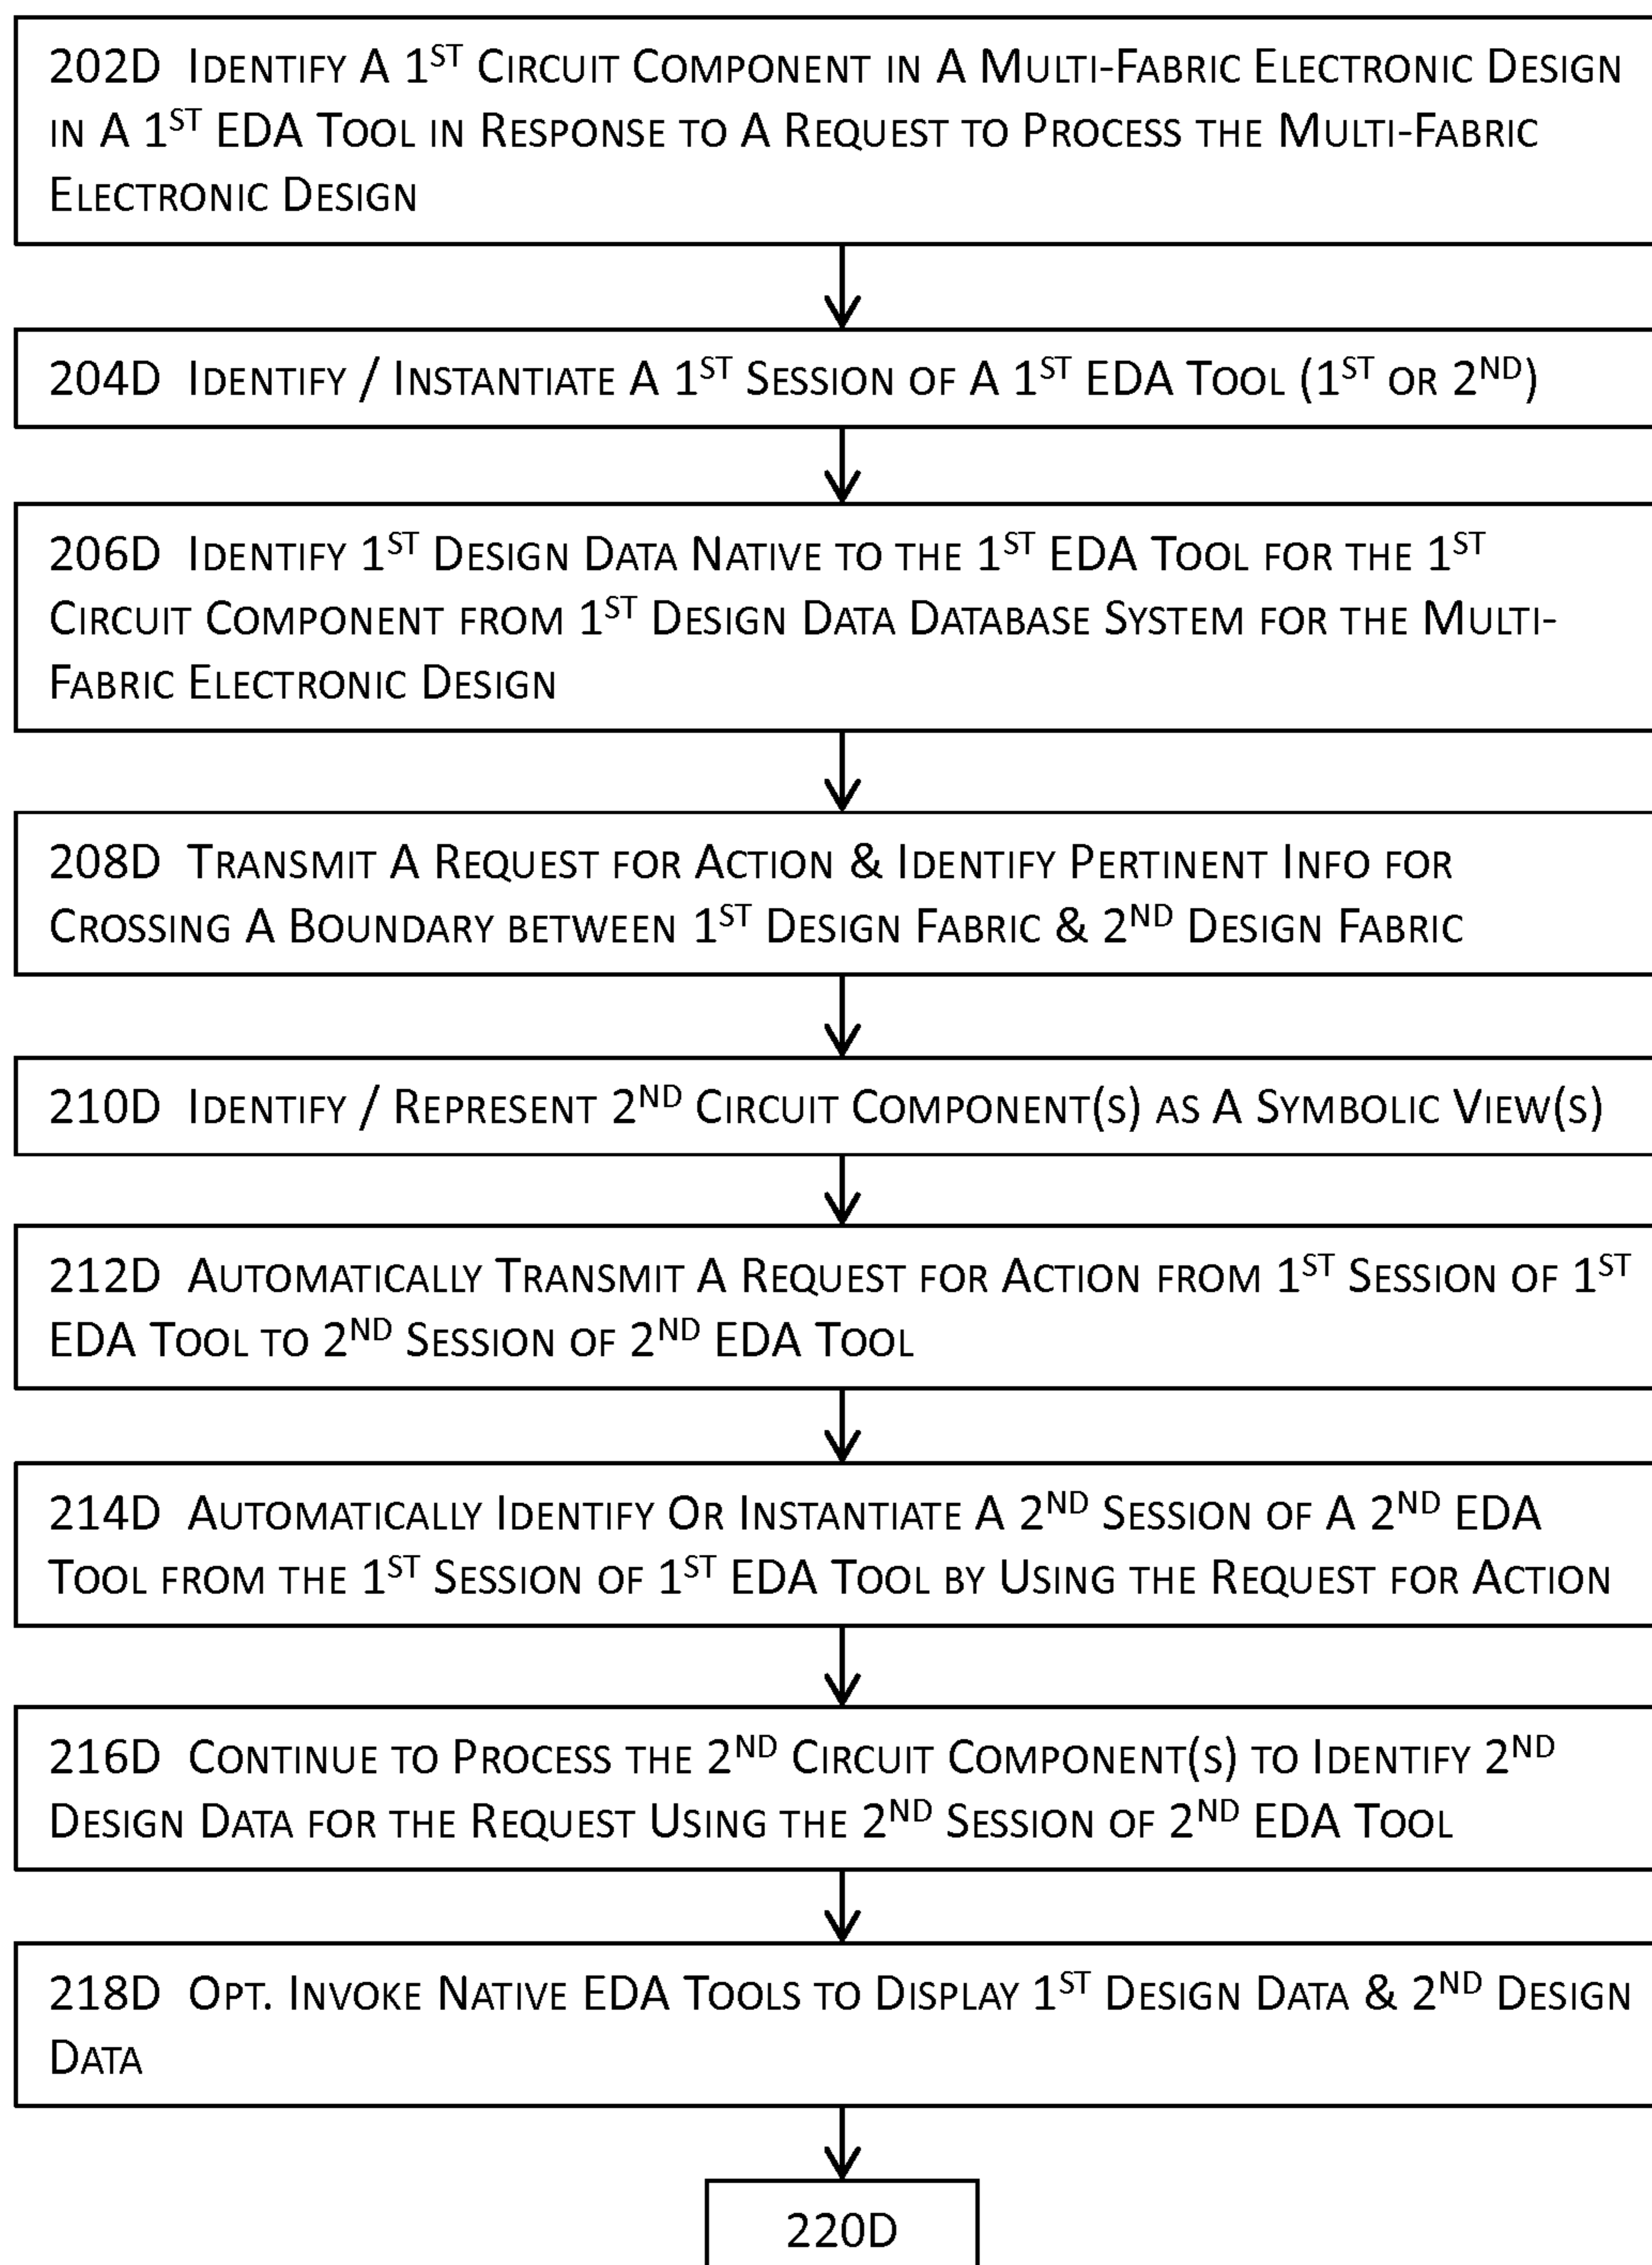 202D Identify A 1st Circuit Component in A Multi-Fabric Electronic Design
in A 1st EDA Tool in Response to A Request to Process the Multi-Fabric
Electronic Design
204D Identify / Instantiate A 1st Session of A 1st EDA Tool (1st or 2nd)
206D Identify 1st Design Data Native to the 1st EDA Tool for the 1st
Circuit Component from 1st Design Data Database System for the Multi-
Fabric Electronic Design
208D Transmit A Request for Action & Identify Pertinent Info for
Crossing A Boundary between 1st Design Fabric & 2nd Design Fabric
210D Identify / Represent 2nd Circuit Component(s) as A Symbolic View(s)
212D Automatically Transmit A Request for Action from 1st Session of 1st
EDA Tool to 2nd Session of 2nd EDA Tool
214D Automatically Identify Or Instantiate A 2nd Session of A 2nd EDA
Tool from the 1st Session of 1st EDA Tool by Using the Request for Action
216D Continue to Process the 2nd Circuit Component(s) to Identify 2nd
Design Data for the Request Using the 2nd Session of 2nd EDA Tool
218D Opt. Invoke Native EDA Tools to Display 1st Design Data & 2nd Design
Data
220D